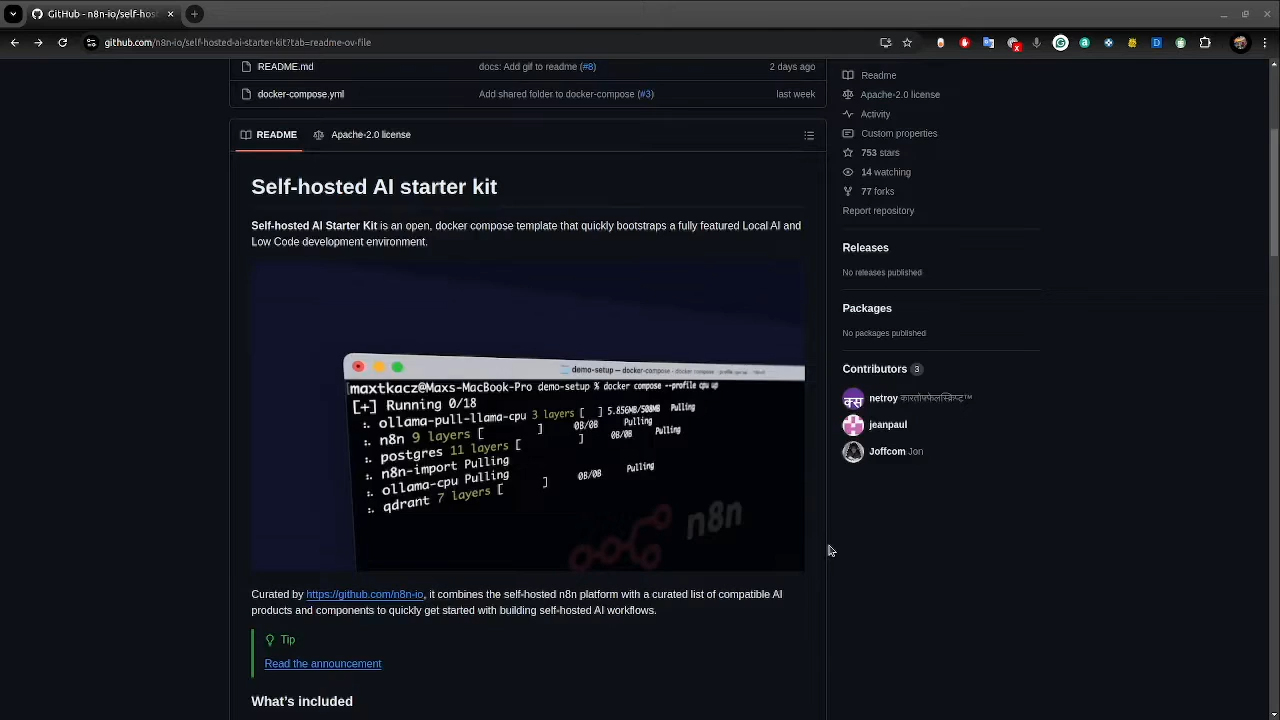 GitHub - n8n-io/self-hos
github.com/n8n-io/self-hosted-ai-starter-kit?tab=readme-ov-file
README.md
docs: Add gif to readme (#8)
2 days ago
docker-compose.yml
Add shared folder to docker-compose (#3)
last week
README
Apache-2.0 license
Self-hosted AI starter kit
Self-hosted AI Starter Kit is an open, docker compose template that quickly bootstraps a fully featured Local AI and
Low Code development environment.
demo-setup — docker-compose - docker compose --profile cpu up
maxtkacz@Maxs-MacBook-Pro demo-setup % docker compose --profile cpu up
[+] Running 0/18
ollama-pull-llama-cpu 3 layers [ ] 5.856MB/508MB Pulling
n8n 9 layers [ ] 0B/0B Pulling
postgres 11 layers [ ] 0B/0B Pulling
n8n-import Pulling
ollama-cpu Pulling
qdrant 7 layers [ ] 0B/0B Pulling
n8n
Curated by https://github.com/n8n-io, it combines the self-hosted n8n platform with a curated list of compatible AI
products and components to quickly get started with building self-hosted AI workflows.
Tip
Read the announcement
What's included
Readme
Apache-2.0 license
Activity
Custom properties
753 stars
14 watching
77 forks
Report repository
Releases
No releases published
Packages
No packages published
Contributors 3
netroy कारतोफ्फेलस्क्रिप्ट™
jeanpaul
Joffcom Jon